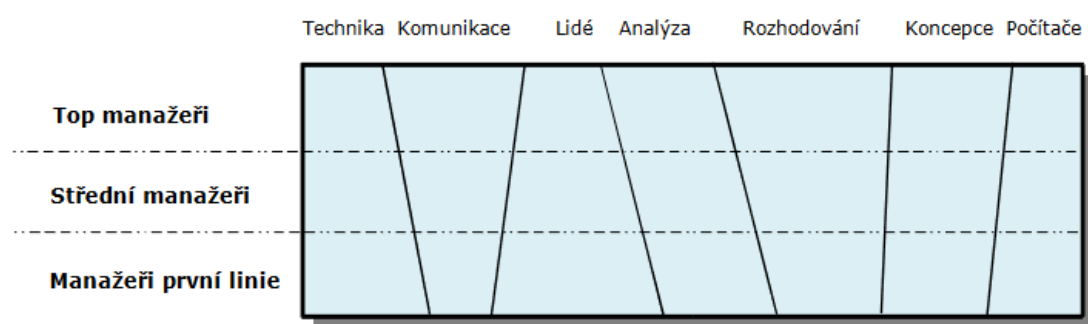 Technika Komunikace Lidé Analýza Rozhodování Koncepce Počítače
Top manažeři
Střední manažeři
Manažeři první linie